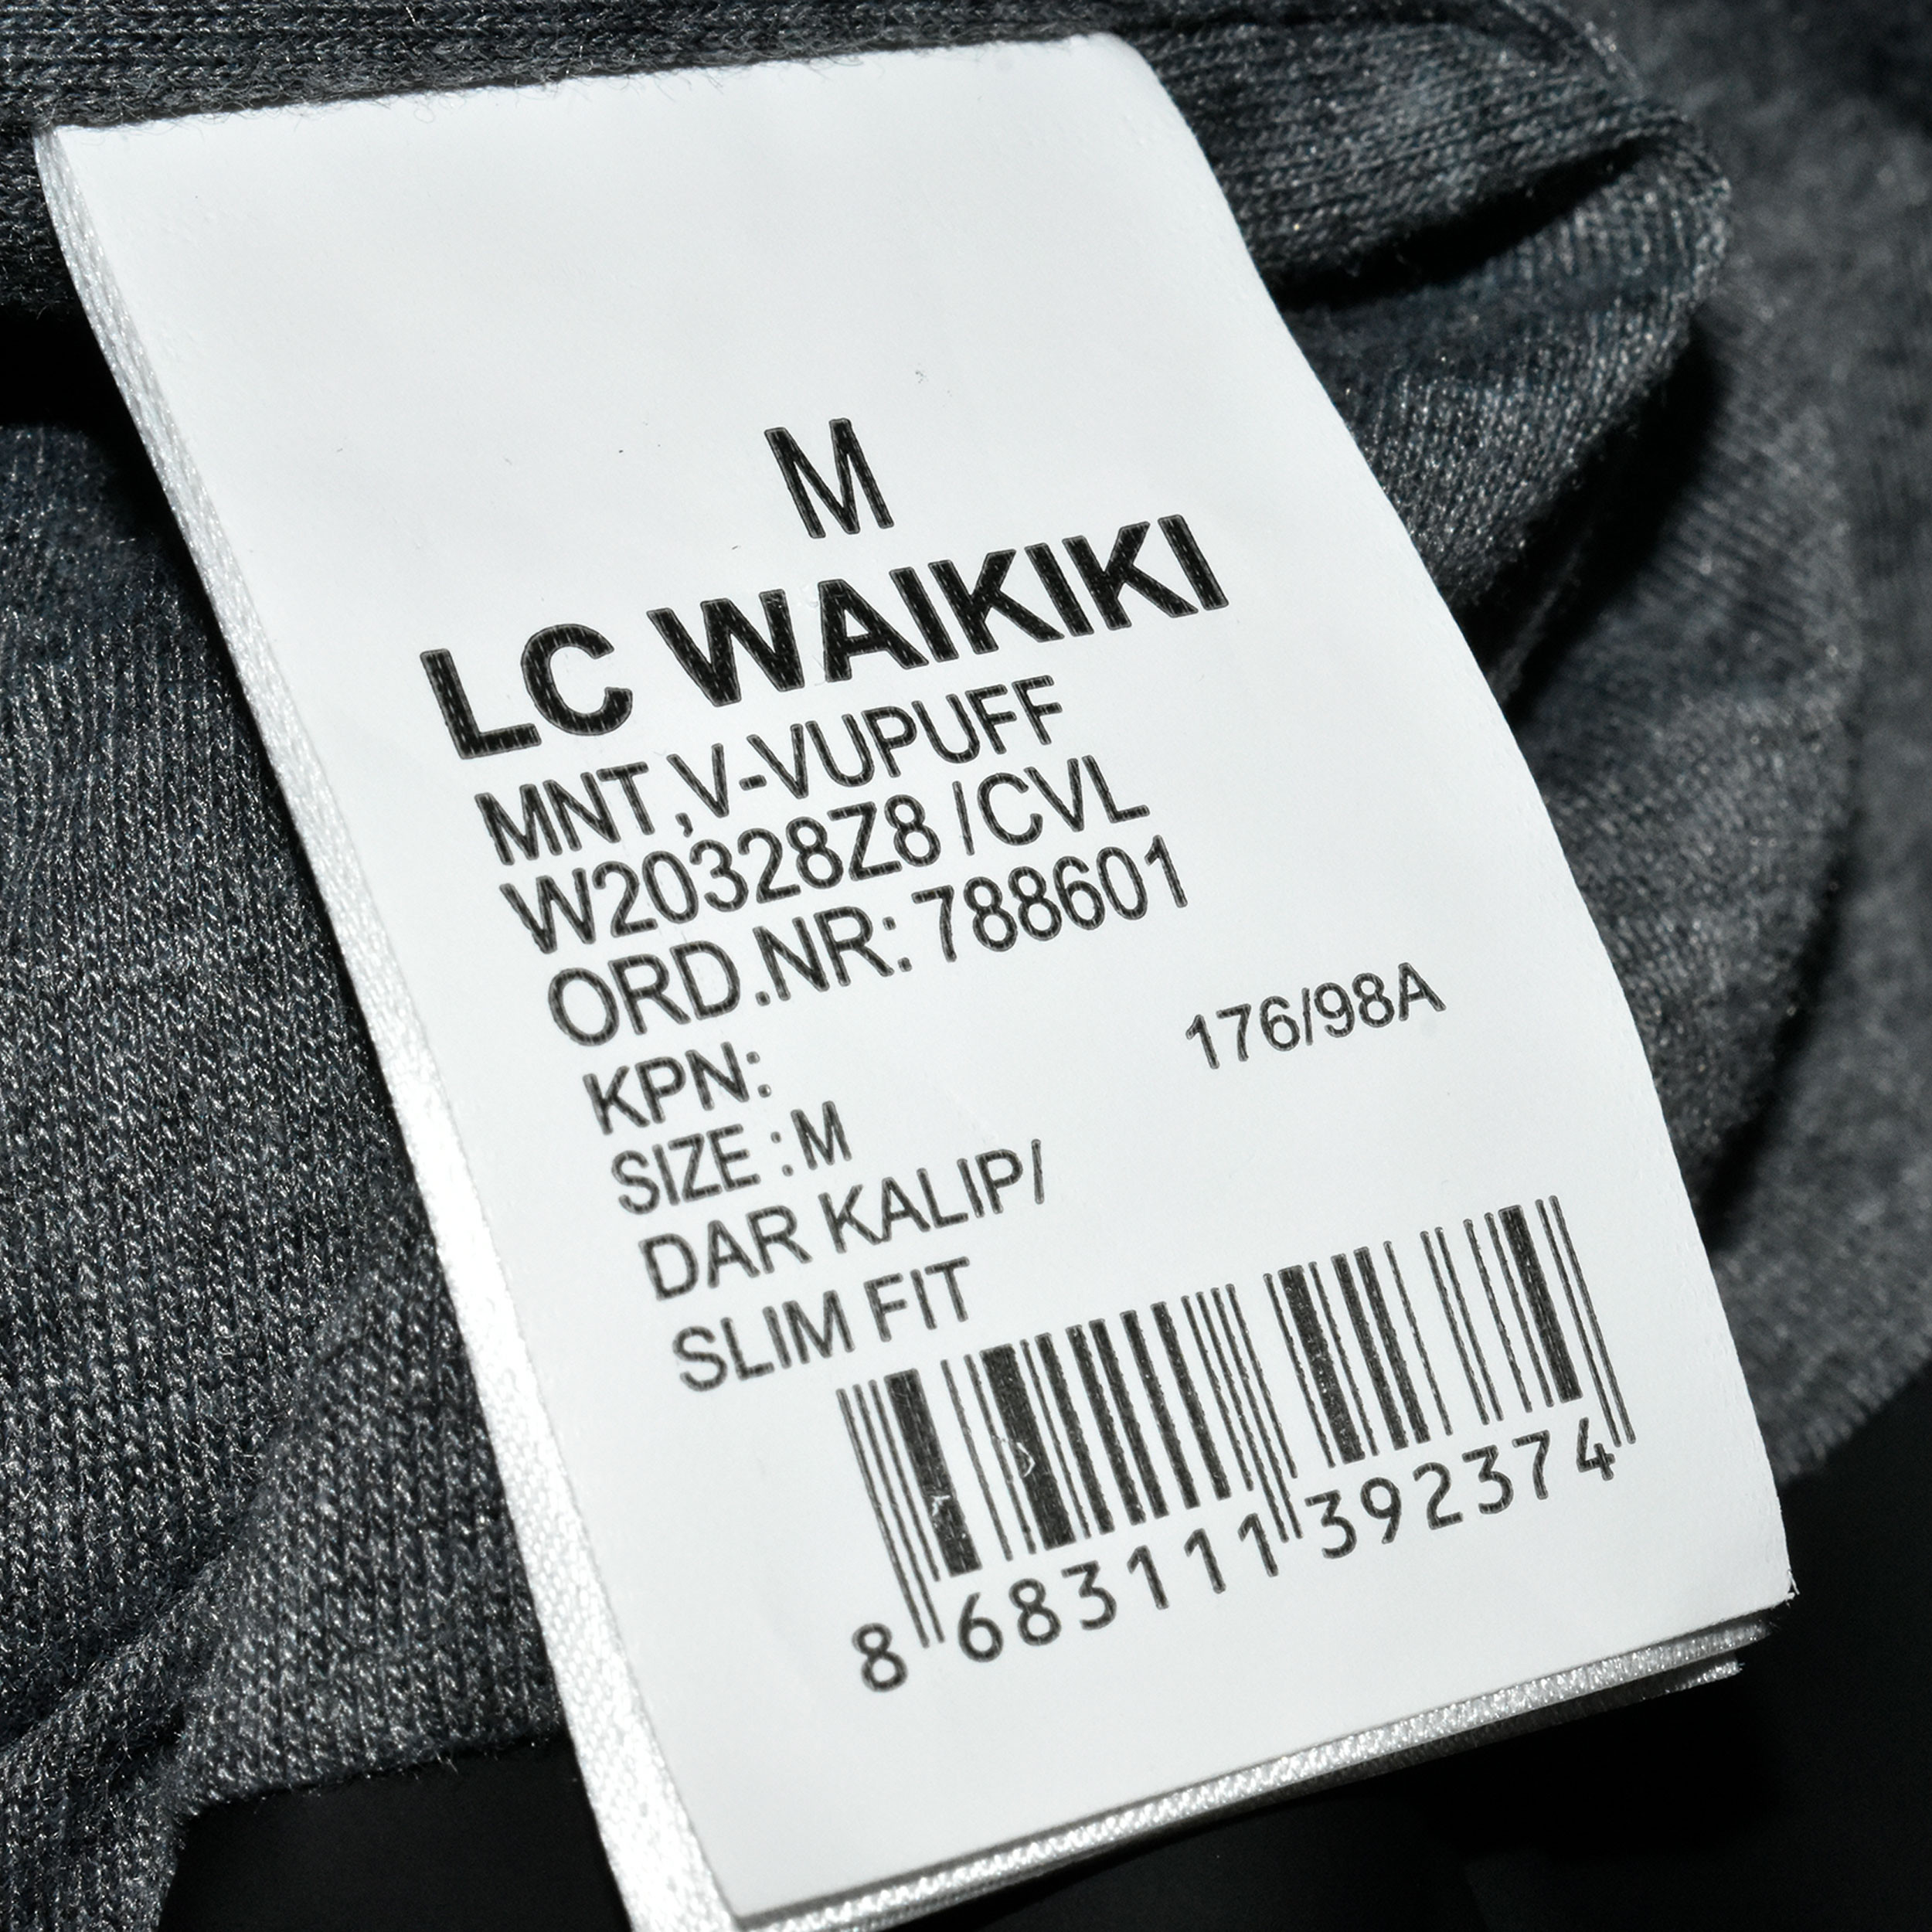 M
LC WAIKIKI
MNT,V-VUPUFF
W20328Z8 /CVL
ORD.NR: 788601
KPN:
176/98A
SIZE : M
DAR KALIP/
SLIM FIT
8 683111 392374